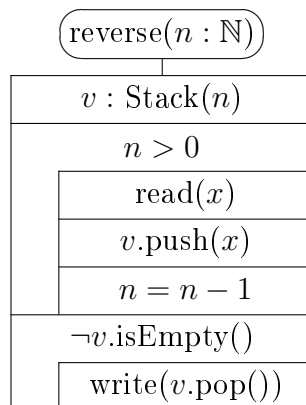 reverse(n : ℕ)
v : Stack(n)
n > 0
read(x)
v.push(x)
n = n − 1
¬v.isEmpty()
write(v.pop())